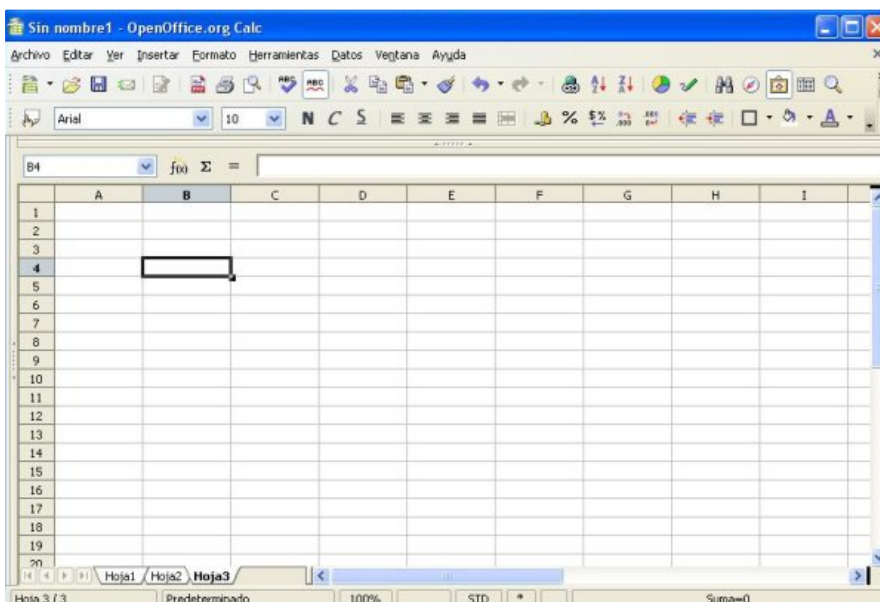 Sin nombre1 - OpenOffice.org Calc
Archivo Editar Ver Insertar Formato Herramientas Datos Ventana Ayuda
ABC ABC
Arial 10 N C S % $%
B4 f(x) Σ =
A B C D E F G H I
1
2
3
4
5
6
7
8
9
10
11
12
13
14
15
16
17
18
19
20
Hoja1 Hoja2 Hoja3
Hoja 3 / 3 Predeterminado 100% STD * Suma=0